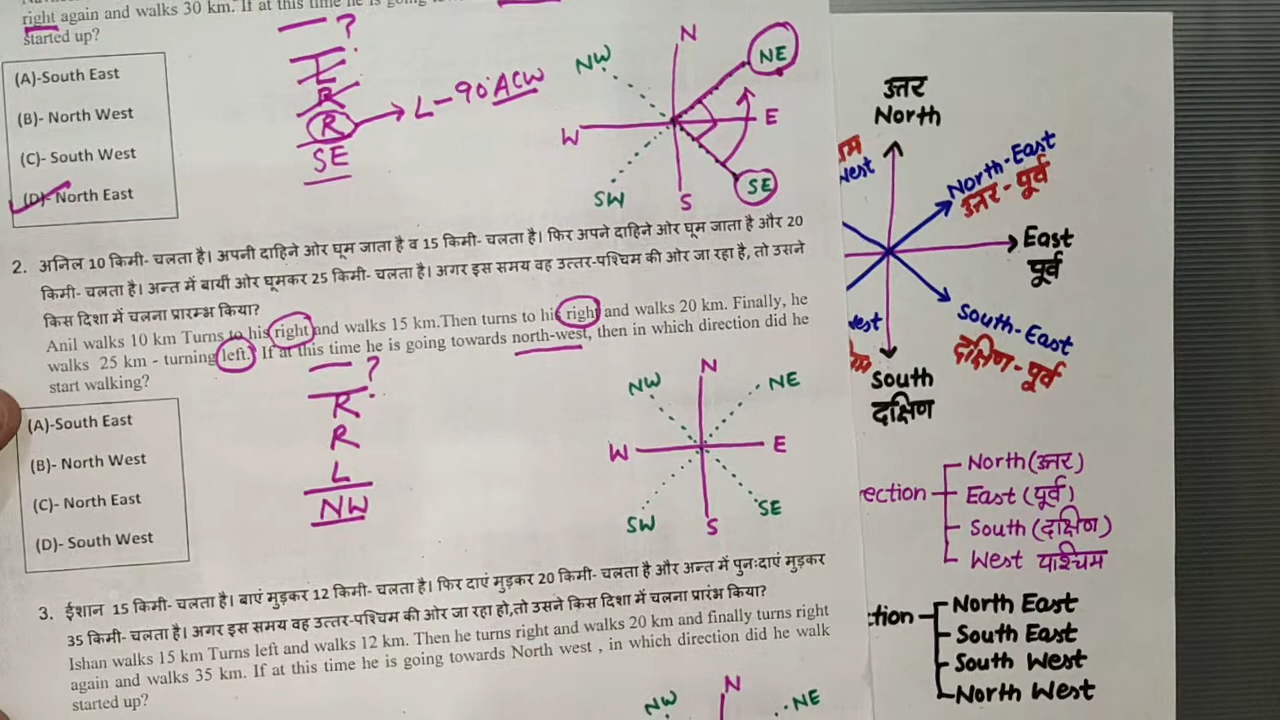 right again and walks 30 km. If at this time he is going
started up?
(A)-South East
(B)- North West
(C)- South West
(D)- North East
?
L
R
R → L-90° ACW
SE
N
NE
E
SE
S
SW
W
NW
2. अनिल 10 किमी- चलता है। अपनी दाहिने ओर घूम जाता है व 15 किमी- चलता है। फिर अपने दाहिने ओर घूम जाता है और 20
किमी- चलता है। अन्त में बायीं ओर घूमकर 25 किमी- चलता है। अगर इस समय वह उत्तर-पश्चिम की ओर जा रहा है, तो उसने
किस दिशा में चलना प्रारम्भ किया?
Anil walks 10 km Turns to his right and walks 15 km.Then turns to his right and walks 20 km. Finally, he
walks 25 km - turning left. If at this time he is going towards north-west, then in which direction did he
start walking?
(A)-South East
(B)- North West
(C)- North East
(D)- South West
?
R
R
L
NW
N
NE
E
SE
S
SW
W
NW
3. ईशान 15 किमी- चलता है। बाएं मुड़कर 12 किमी- चलता है। फिर दाएं मुड़कर 20 किमी- चलता है और अन्त में पुनःदाएं मुड़कर
35 किमी- चलता है। अगर इस समय वह उत्तर-पश्चिम की ओर जा रहा हो,तो उसने किस दिशा में चलना प्रारंभ किया?
Ishan walks 15 km Turns left and walks 12 km. Then he turns right and walks 20 km and finally turns right
again and walks 35 km. If at this time he is going towards North west , in which direction did he walk
started up?
NW
N
NE
उत्तर
North
North-East
उत्तर-पूर्व
East
पूर्व
South-East
दक्षिण-पूर्व
South
दक्षिण
North (उत्तर)
East (पूर्व)
South (दक्षिण)
West पश्चिम
North East
South East
South West
North West